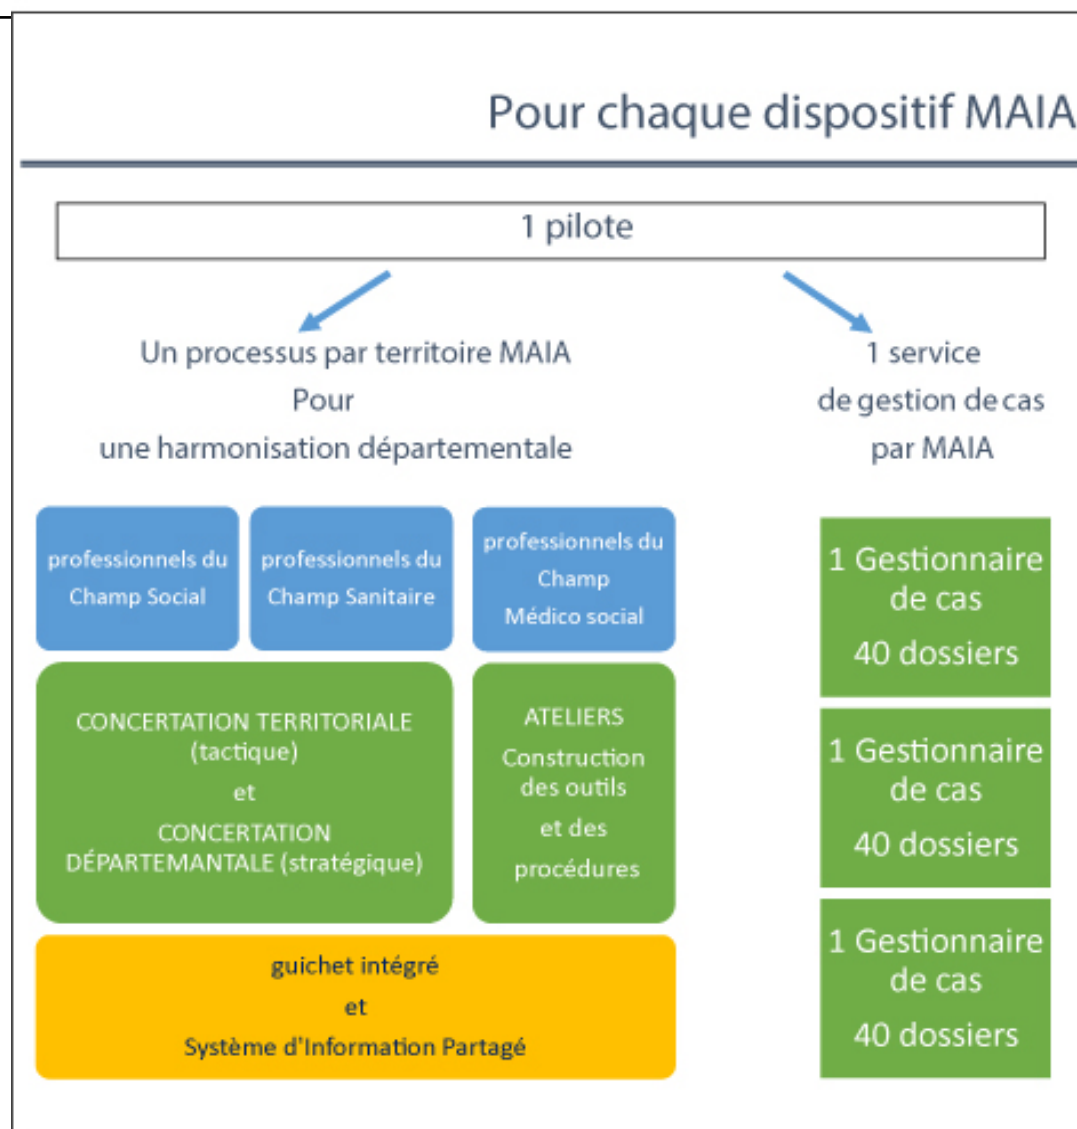 Pour chaque dispositif MAIA
1 pilote
Un processus par territoire MAIA
Pour
une harmonisation départementale
1 service
de gestion de cas
par MAIA
professionnels du
Champ Social
professionnels du
Champ Sanitaire
professionnels du
Champ
Médico social
CONCERTATION TERRITORIALE
(tactique)
et
CONCERTATION
DÉPARTEMANTALE (stratégique)
ATELIERS
Construction
des outils
et des
procédures
guichet intégré
et
Système d'Information Partagé
1 Gestionnaire
de cas
40 dossiers
1 Gestionnaire
de cas
40 dossiers
1 Gestionnaire
de cas
40 dossiers